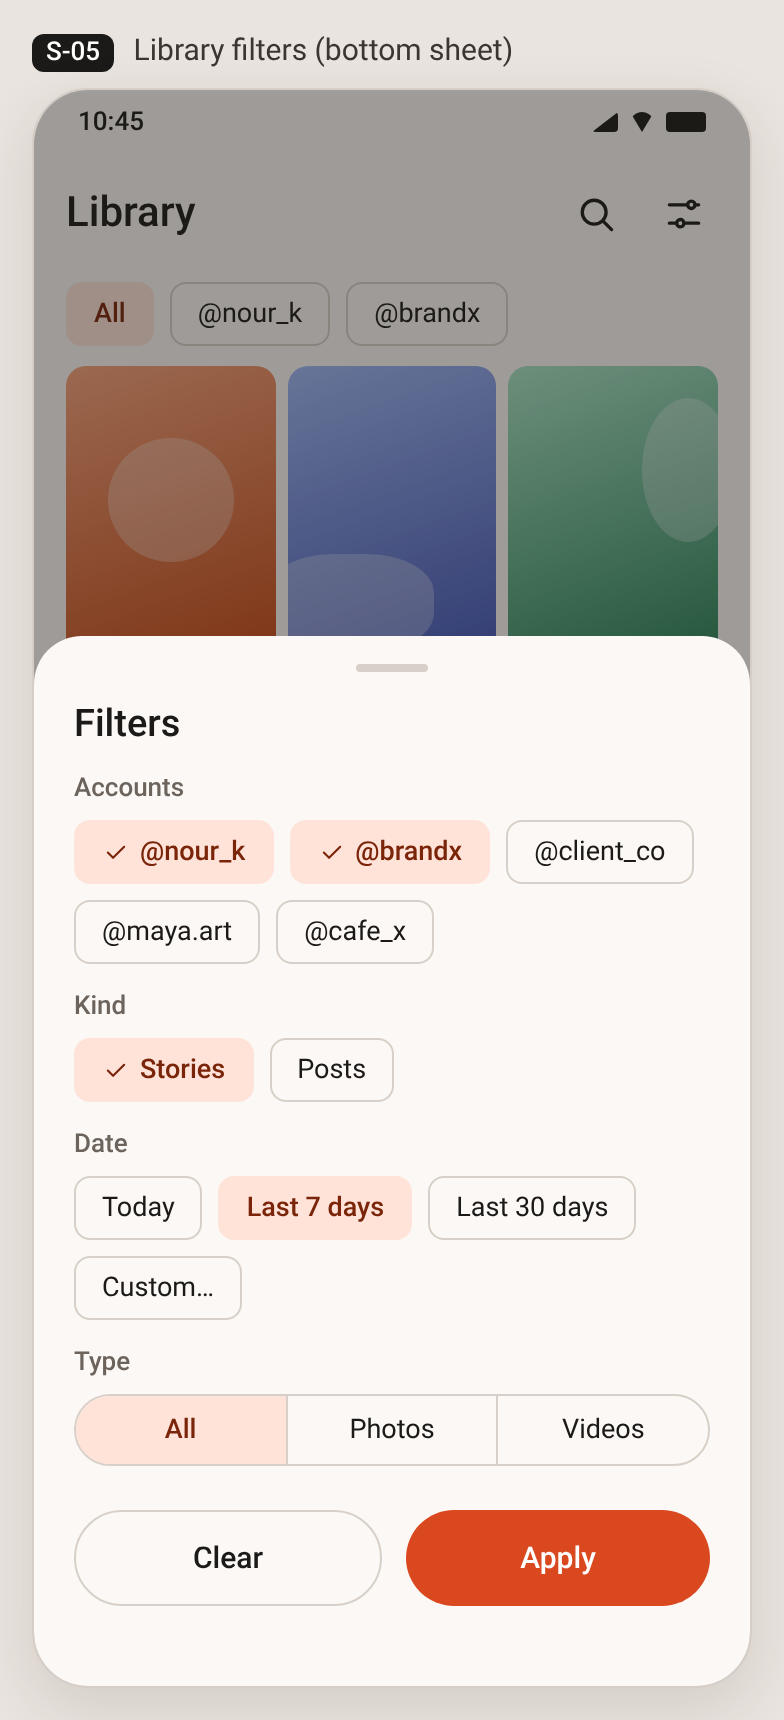 S-05 Library filters (bottom sheet)
10:45
Library
All @nour_k @brandx
Filters
Accounts
@nour_k @brandx @client_co
@maya.art @cafe_x
Kind
Stories Posts
Date
Today Last 7 days Last 30 days
Custom...
Type
All Photos Videos
Clear Apply